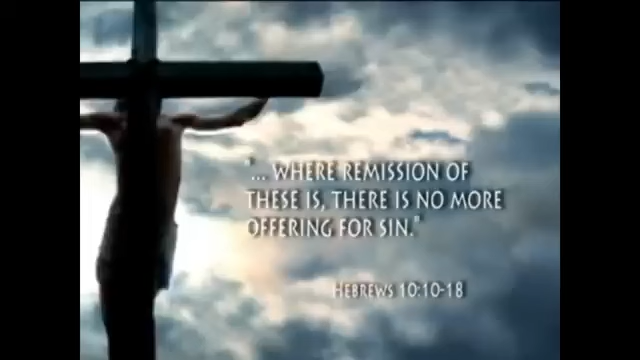 "... WHERE REMISSION OF
THESE IS, THERE IS NO MORE
OFFERING FOR SIN."
HEBREWS 10:10-18